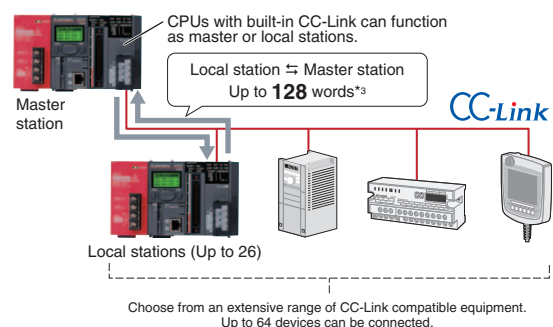 CPUs with built-in CC-Link can function
as master or local stations.
Local station ⇆ Master station
Up to 128 words*3
Master
station
CC-Link
Local stations (Up to 26)
Choose from an extensive range of CC-Link compatible equipment.
Up to 64 devices can be connected.